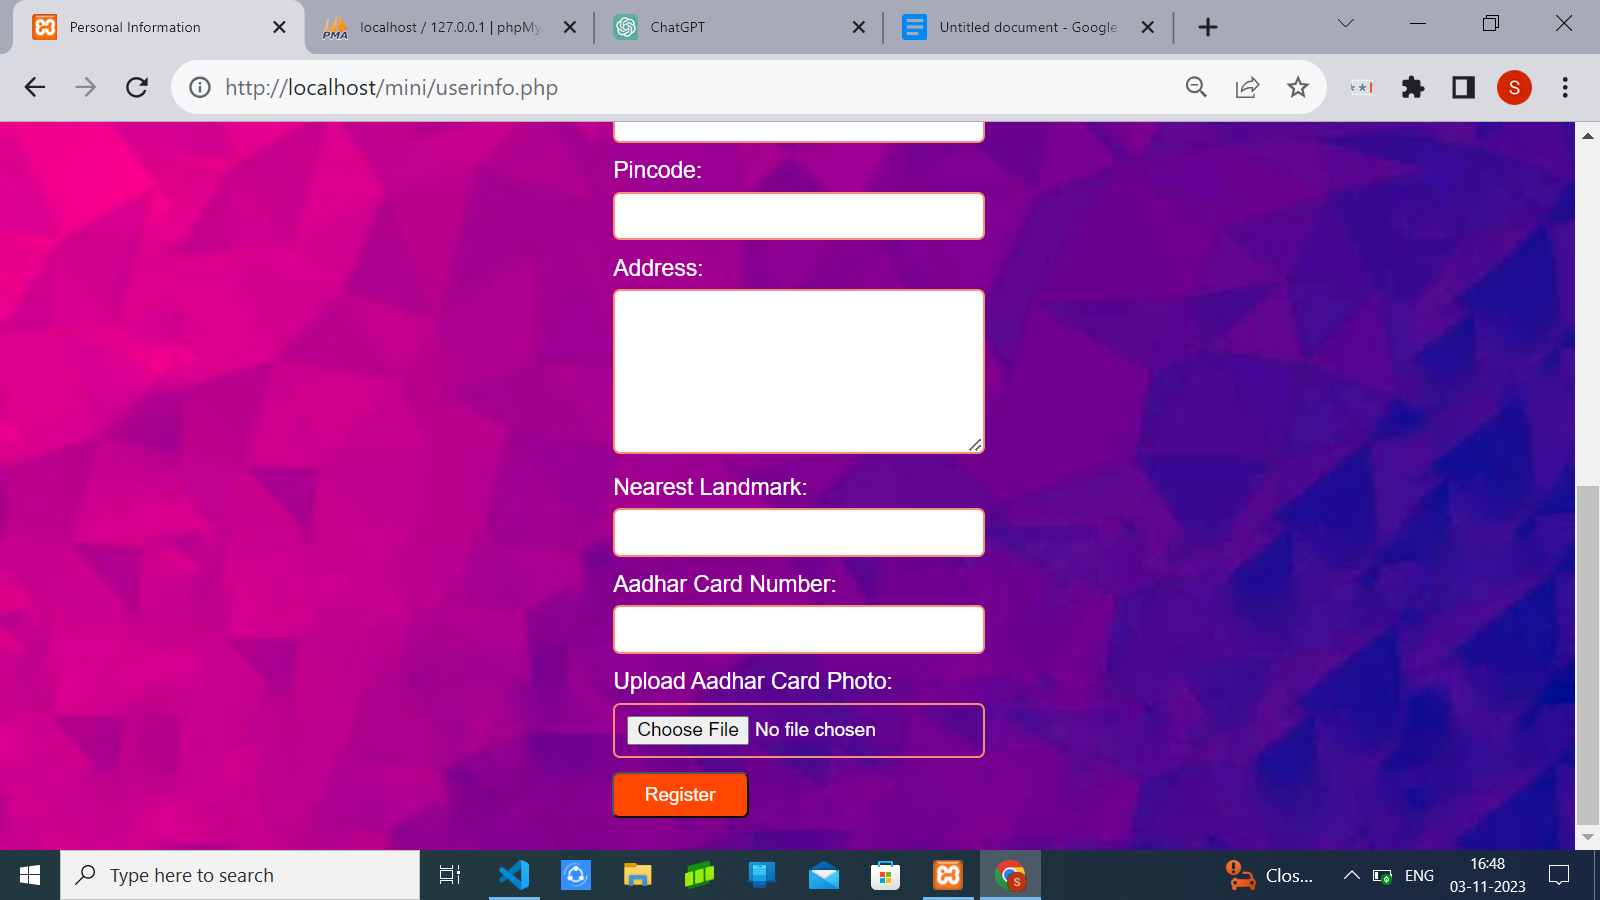 Personal Information
localhost / 127.0.0.1 | phpMy
ChatGPT
Untitled document - Google
http://localhost/mini/userinfo.php
S
Pincode:
Address:
Nearest Landmark:
Aadhar Card Number:
Upload Aadhar Card Photo:
Choose File No file chosen
Register
Type here to search
S
Clos...
ENG
16:48
03-11-2023
PMA